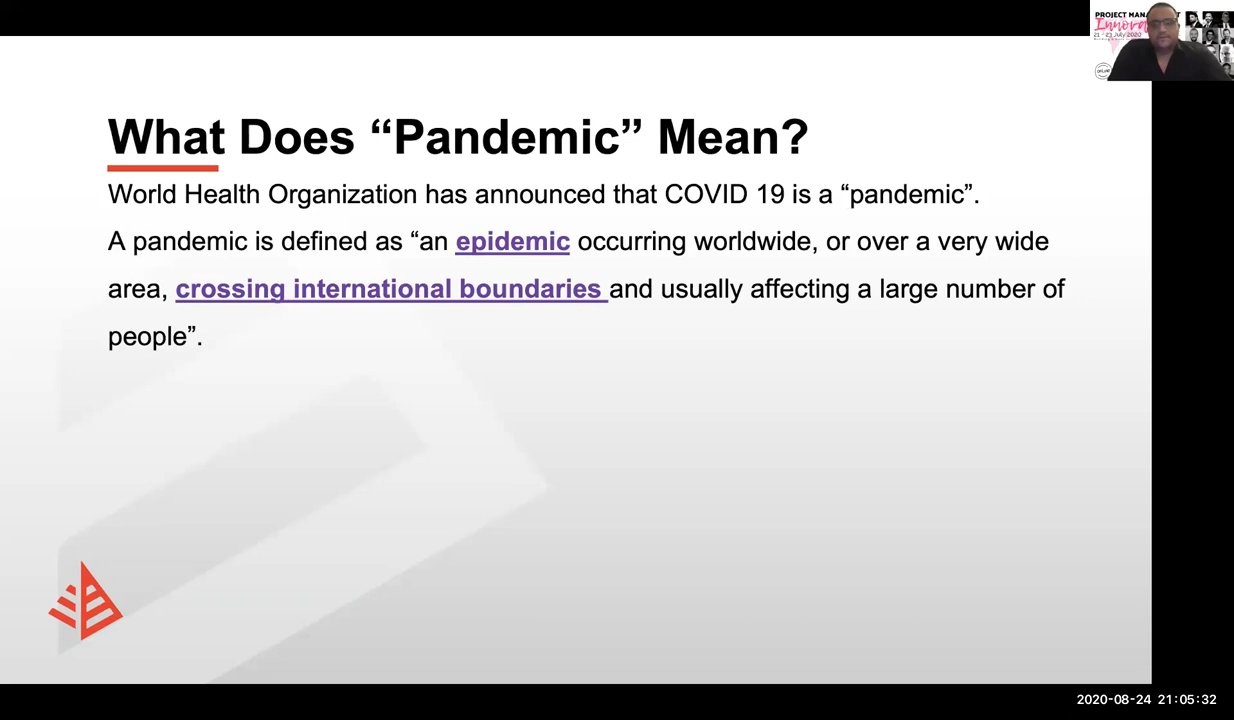 PROJECT MANA
Innova
21 - 23 July 2020
What Does “Pandemic” Mean?
World Health Organization has announced that COVID 19 is a “pandemic”.
A pandemic is defined as “an epidemic occurring worldwide, or over a very wide
area, crossing international boundaries and usually affecting a large number of
people”.
2020-08-24 21:05:32